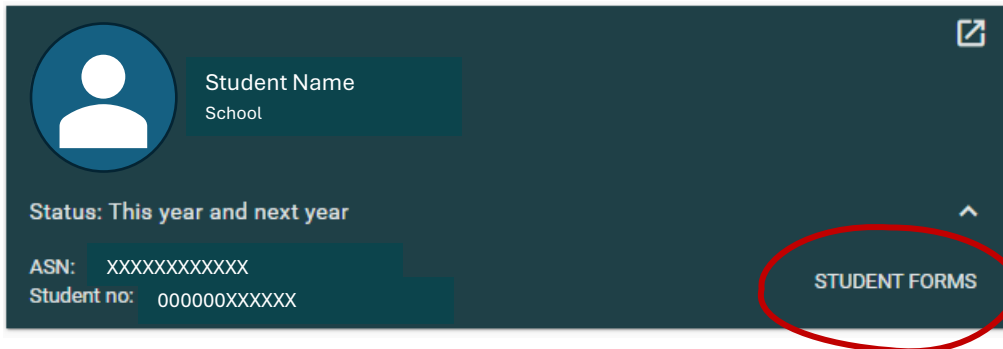 Student Name
School
Status: This year and next year
ASN: XXXXXXXXXXXX
Student no: 000000XXXXXX
STUDENT FORMS